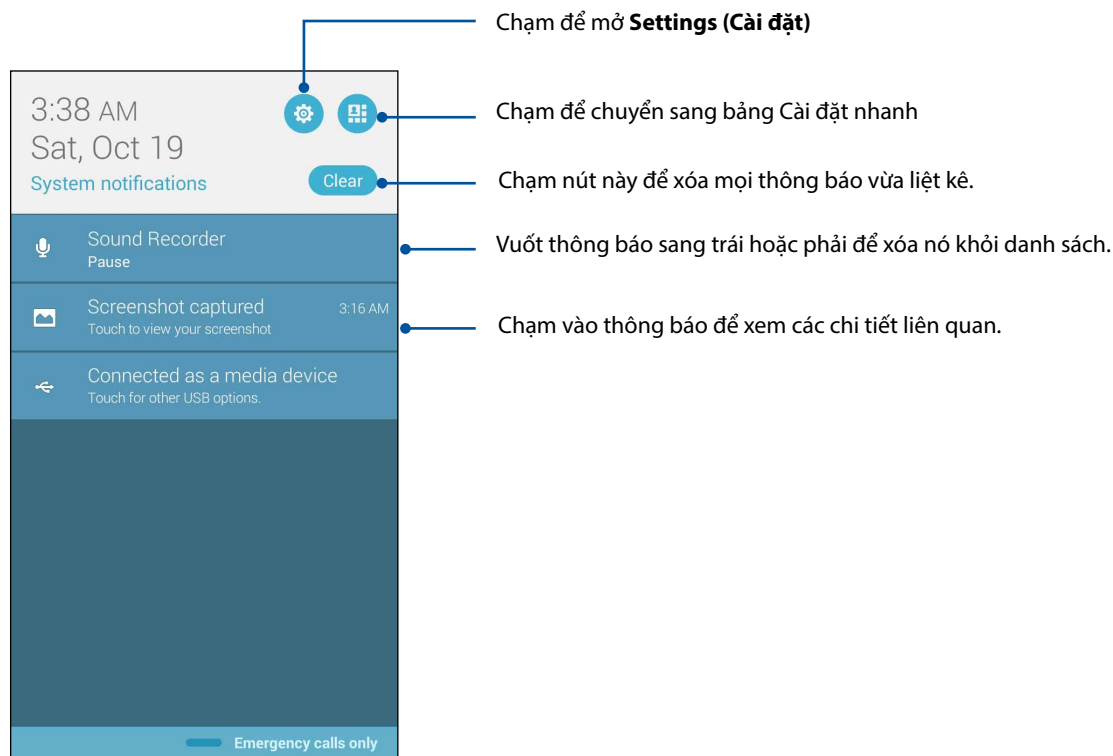 Chạm để mở Settings (Cài đặt)
3:38 AM
Chạm để chuyển sang bảng Cài đặt nhanh
Sat, Oct 19
System notifications
Clear
Chạm nút này để xóa mọi thông báo vừa liệt kê.
Sound Recorder
Pause
Vuốt thông báo sang trái hoặc phải để xóa nó khỏi danh sách.
Screenshot captured 3:16 AM
Touch to view your screenshot
Chạm vào thông báo để xem các chi tiết liên quan.
Connected as a media device
Touch for other USB options.
Emergency calls only